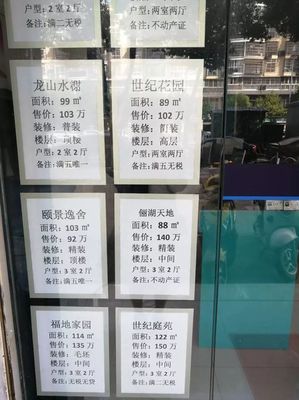 户型: 2室2厅
备注: 满二无税
户型: 两室两厅
备注: 不动产证
龙山水榭
面积: 99㎡
售价: 103万
装修: 普装
楼层: 顶楼
户型: 2室2厅
备注: 满五唯一
世纪花园
面积: 89㎡
售价: 102万
装修: 简装
楼层: 高层
户型: 两室两厅
备注: 满五无税
颐景逸舍
面积: 103㎡
售价: 92万
装修: 精装
楼层: 顶楼
户型: 3室2厅
备注: 满五唯一
俪湖天地
面积: 88㎡
售价: 140万
装修: 精装
楼层: 中间
户型: 3室2厅
备注: 不动产证
福地家园
面积: 114㎡
售价: 135万
装修: 毛坯
楼层: 中间
户型: 3室2厅
备注: 无税无贷
世纪庭苑
面积: 122㎡
售价: 150万
装修: 精装
楼层: 中间
户型: 3室2厅
备注: 满二无税